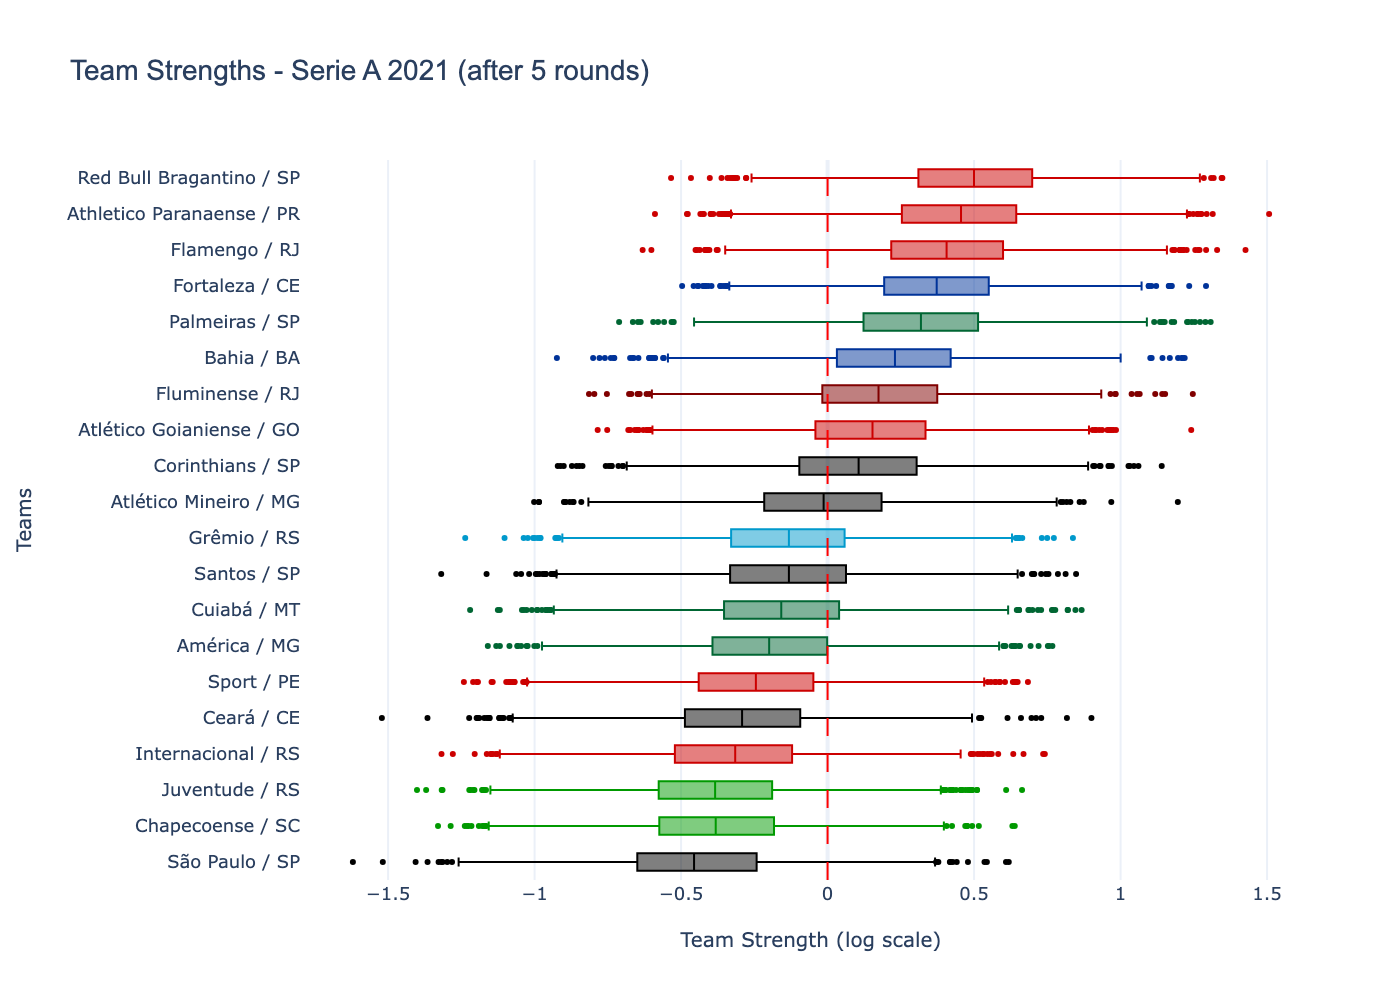 Team Strengths - Serie A 2021 (after 5 rounds)
Teams
Red Bull Bragantino / SP
Athletico Paranaense / PR
Flamengo / RJ
Fortaleza / CE
Palmeiras / SP
Bahia / BA
Fluminense / RJ
Atlético Goianiense / GO
Corinthians / SP
Atlético Mineiro / MG
Grêmio / RS
Santos / SP
Cuiabá / MT
América / MG
Sport / PE
Ceará / CE
Internacional / RS
Juventude / RS
Chapecoense / SC
São Paulo / SP
−1.5 −1 −0.5 0 0.5 1 1.5
Team Strength (log scale)